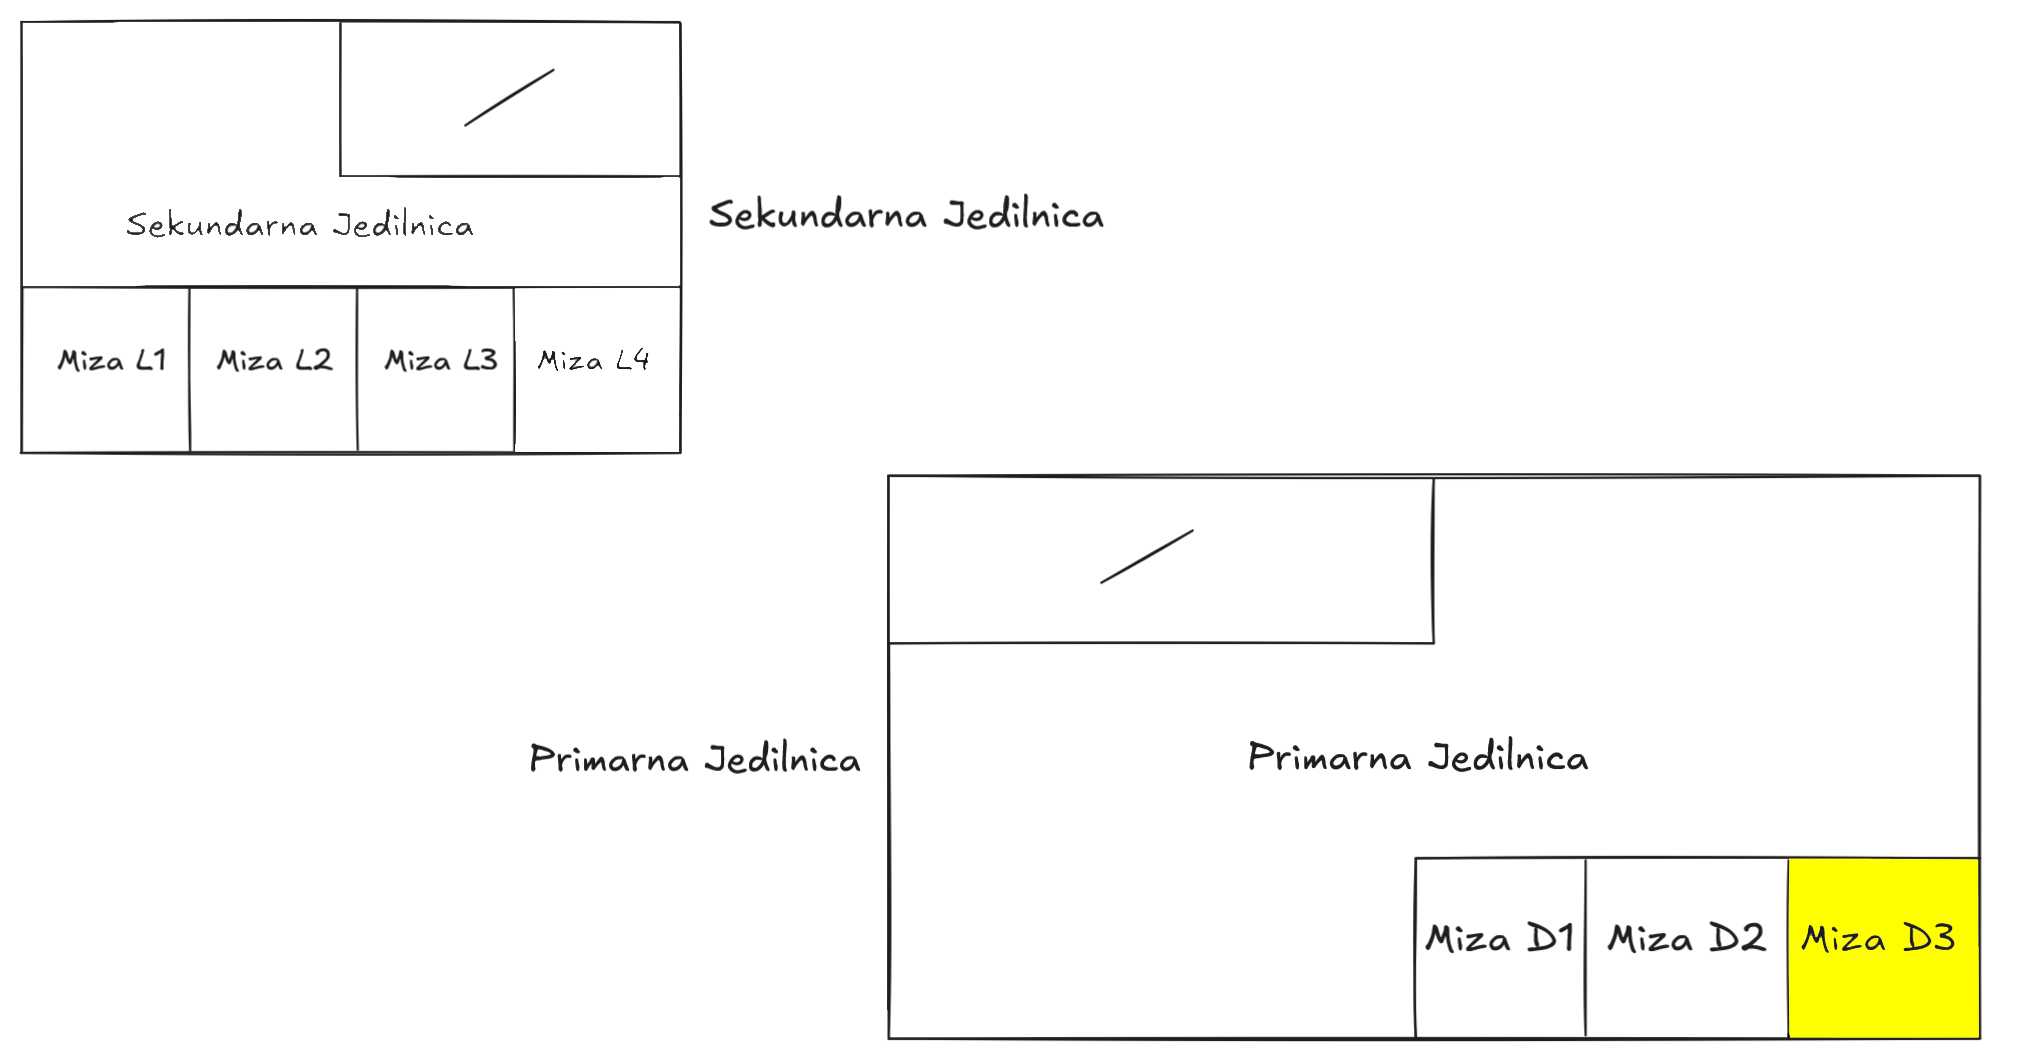 Sekundarna Jedilnica
Sekundarna Jedilnica
Miza L1
Miza L2
Miza L3
Miza L4
Primarna Jedilnica
Primarna Jedilnica
Miza D1
Miza D2
Miza D3